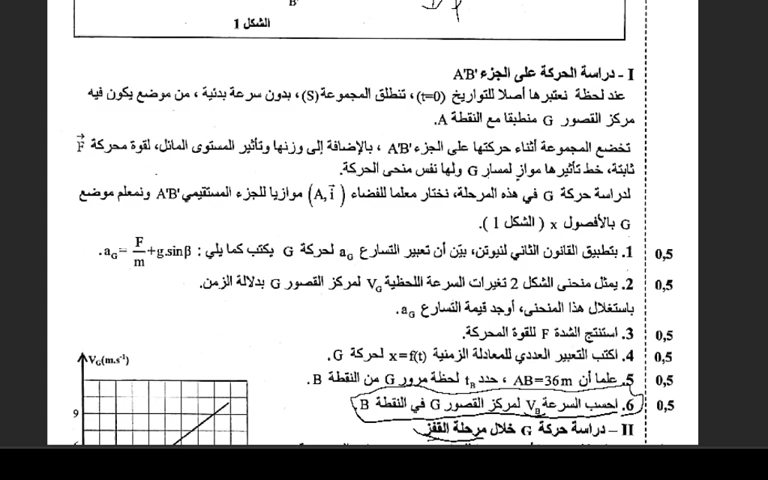 B'
الشكل 1
I - دراسة الحركة على الجزء A'B'
عند لحظة نعتبرها أصلا للتواريخ (t=0)، تنطلق المجموعة (S)، بدون سرعة بدئية ، من موضع يكون فيه
مركز القصور G منطبقا مع النقطة A.
تخضع المجموعة أثناء حركتها على الجزء A'B' ، بالإضافة إلى وزنها وتأثير المستوى المائل، لقوة محركة F
ثابتة، خط تأثيرها مواز لمسار G ولها نفس منحى الحركة.
لدراسة حركة G في هذه المرحلة، نختار معلما للفضاء (A, i) موازيا للجزء المستقيمي A'B' ونمعلم موضع
G بالأفصول x ( الشكل 1 ).
0,5 1. بتطبيق القانون الثاني لنيوتن، بيّن أن تعبير التسارع aG لحركة G يكتب كما يلي : aG= F/m +g.sinβ .
0,5 2. يمثل منحنى الشكل 2 تغيرات السرعة اللحظية VG لمركز القصور G بدلالة الزمن.
باستغلال هذا المنحنى، أوجد قيمة التسارع aG.
0,5 3. استنتج الشدة F للقوة المحركة.
0,5 4. اكتب التعبير العددي للمعادلة الزمنية x=f(t) لحركة G.
0,5 5. علما أن AB=36m ، حدد tB لحظة مرور G من النقطة B.
0,5 6. احسب السرعة VB لمركز القصور G في النقطة B.
II – دراسة حركة G خلال مرحلة القفز
VG(m.s-1)
9